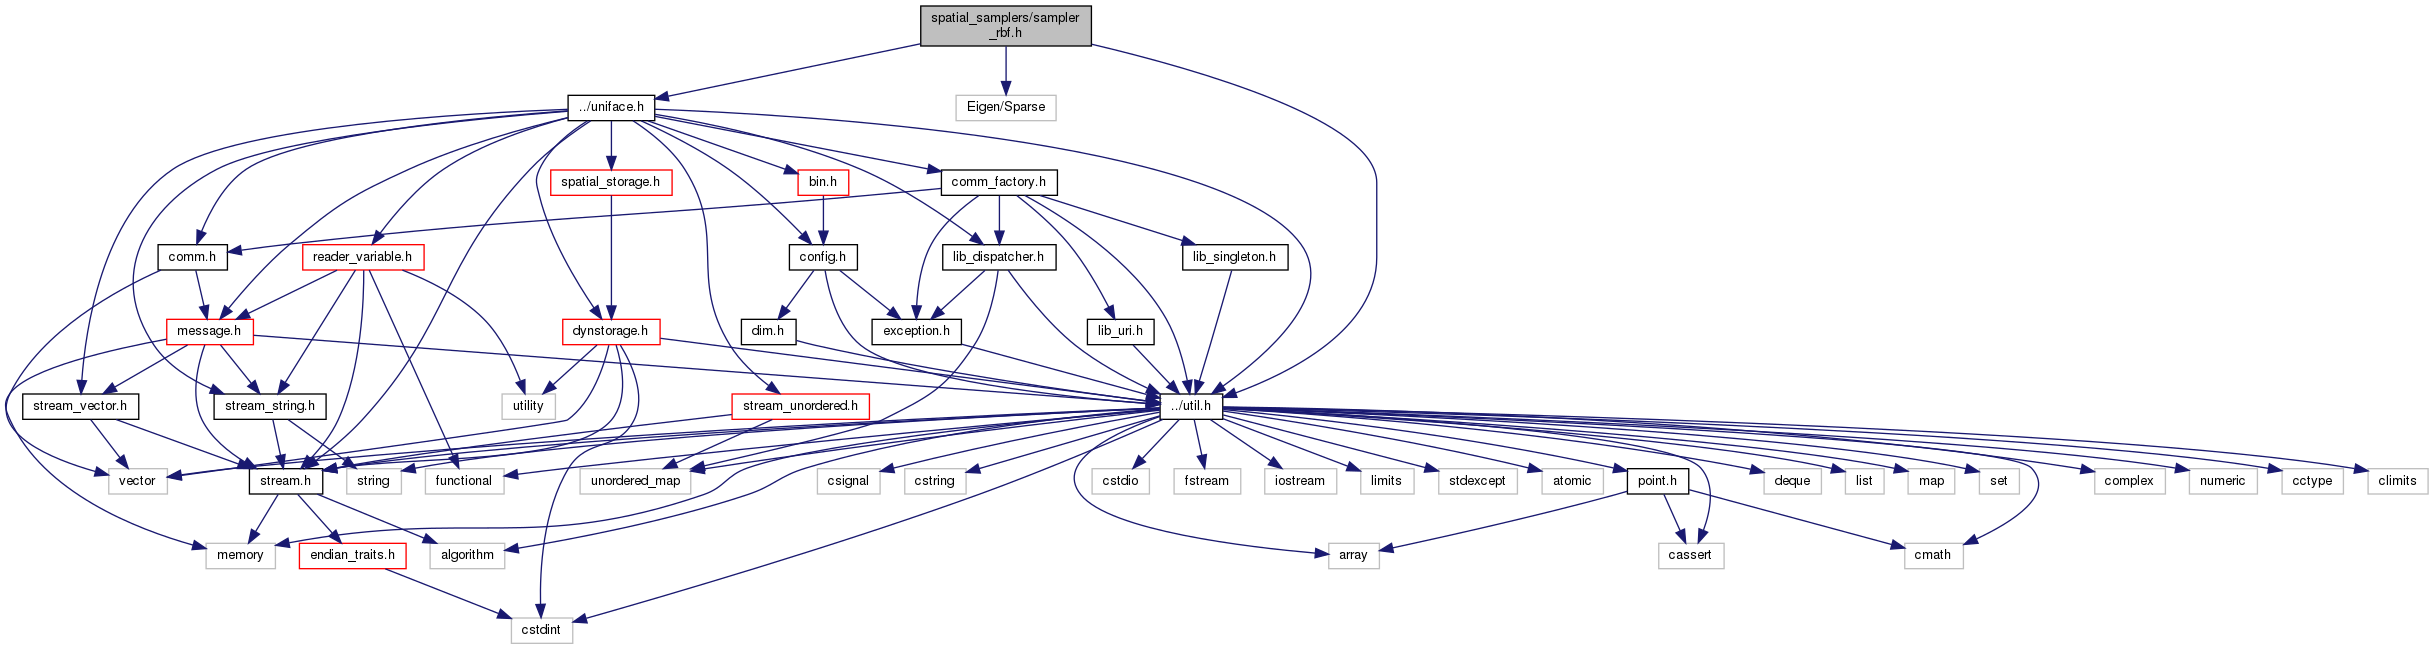 spatial_samplers/sampler
_rbf.h
../uniface.h
Eigen/Sparse
spatial_storage.h
bin.h
comm_factory.h
comm.h
reader_variable.h
config.h
lib_dispatcher.h
lib_singleton.h
message.h
dynstorage.h
dim.h
exception.h
lib_uri.h
stream_vector.h
stream_string.h
utility
stream_unordered.h
../util.h
vector
stream.h
string
functional
unordered_map
csignal
cstring
cstdio
fstream
iostream
limits
stdexcept
atomic
point.h
deque
list
map
set
complex
numeric
cctype
climits
memory
endian_traits.h
algorithm
array
cassert
cmath
cstdint